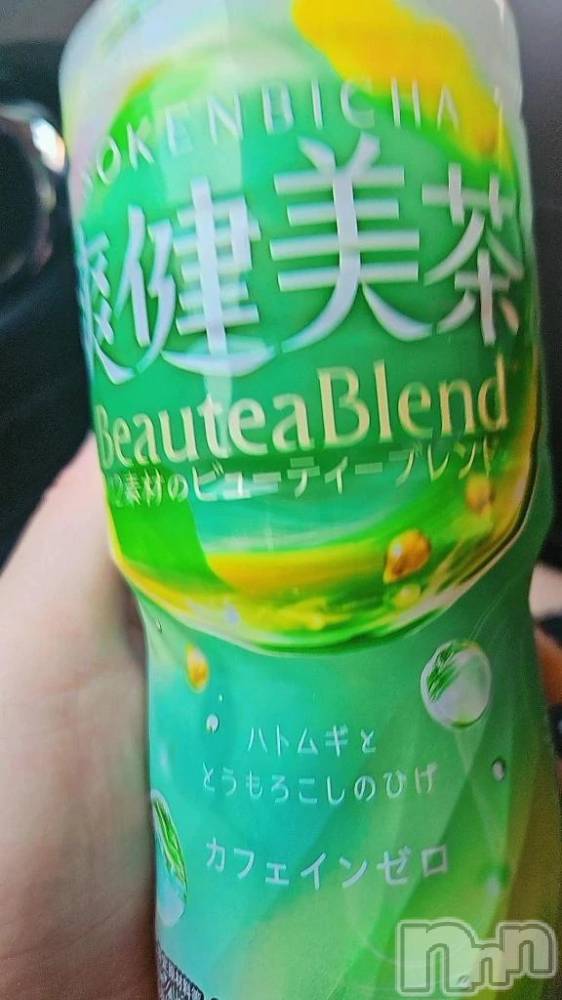 OKENBICHA
爽健美茶
BeauteaBlend
2素材のビューティーブレンド
ハトムギと
とうもろこしのひげ
カフェインゼロ
nnn